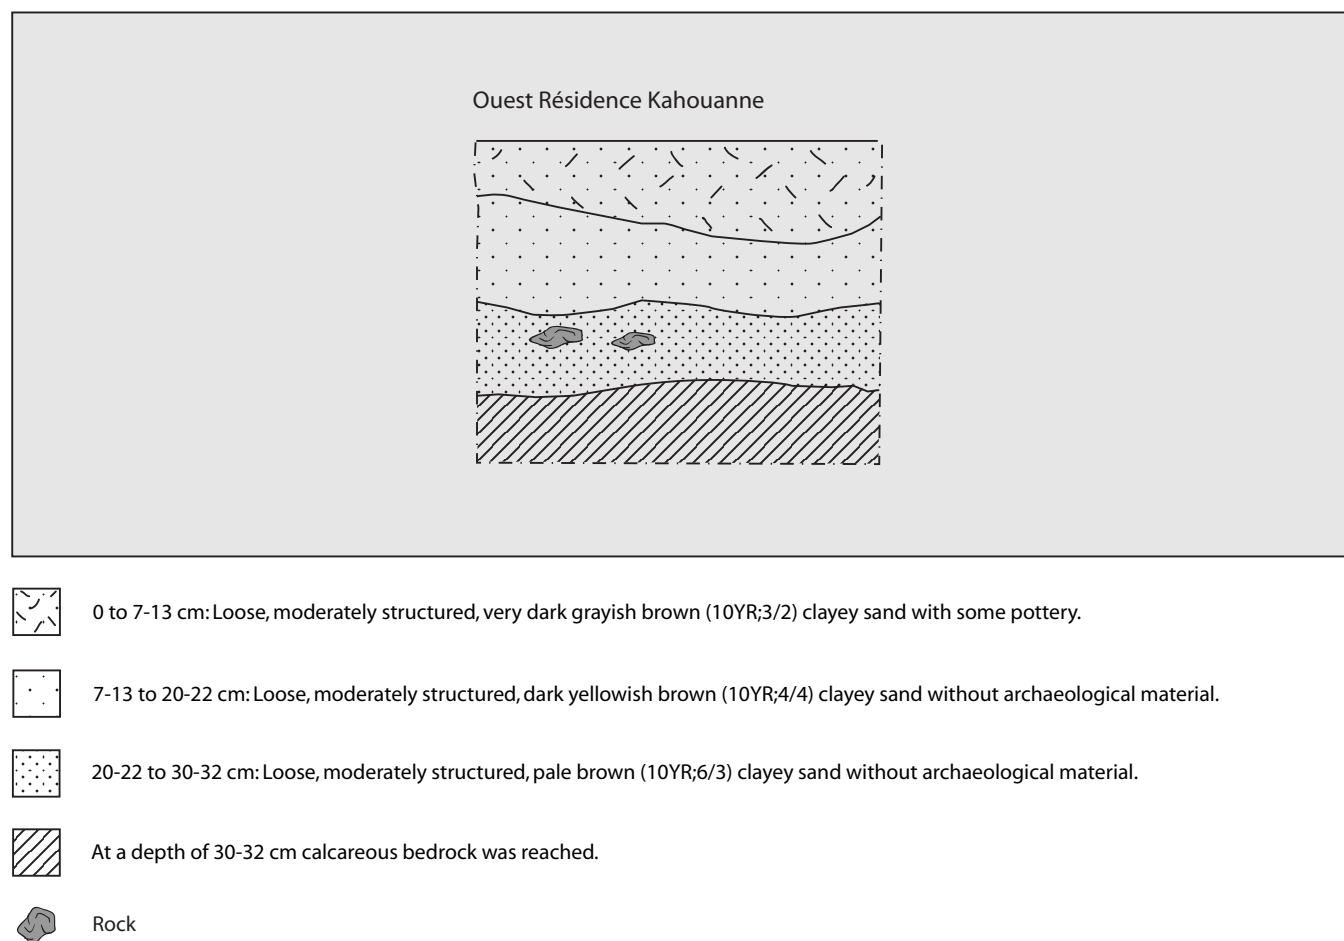 Ouest Résidence Kahouanne
0 to 7-13 cm: Loose, moderately structured, very dark grayish brown (10YR;3/2) clayey sand with some pottery.
7-13 to 20-22 cm: Loose, moderately structured, dark yellowish brown (10YR;4/4) clayey sand without archaeological material.
20-22 to 30-32 cm: Loose, moderately structured, pale brown (10YR;6/3) clayey sand without archaeological material.
At a depth of 30-32 cm calcareous bedrock was reached.
Rock